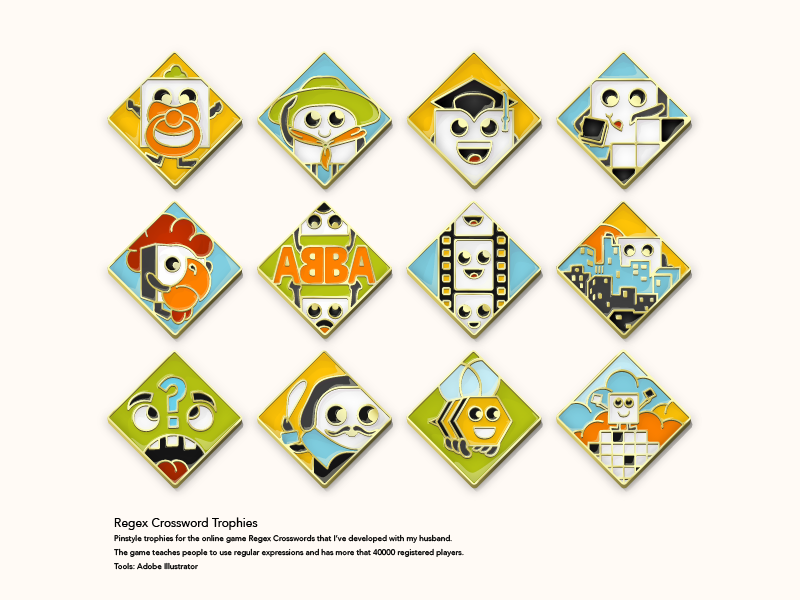 ?
ABBA
Regex Crossword Trophies
Pinstyle trophies for the online game Regex Crosswords that I've developed with my husband.
The game teaches people to use regular expressions and has more that 40000 registered players.
Tools: Adobe Illustrator